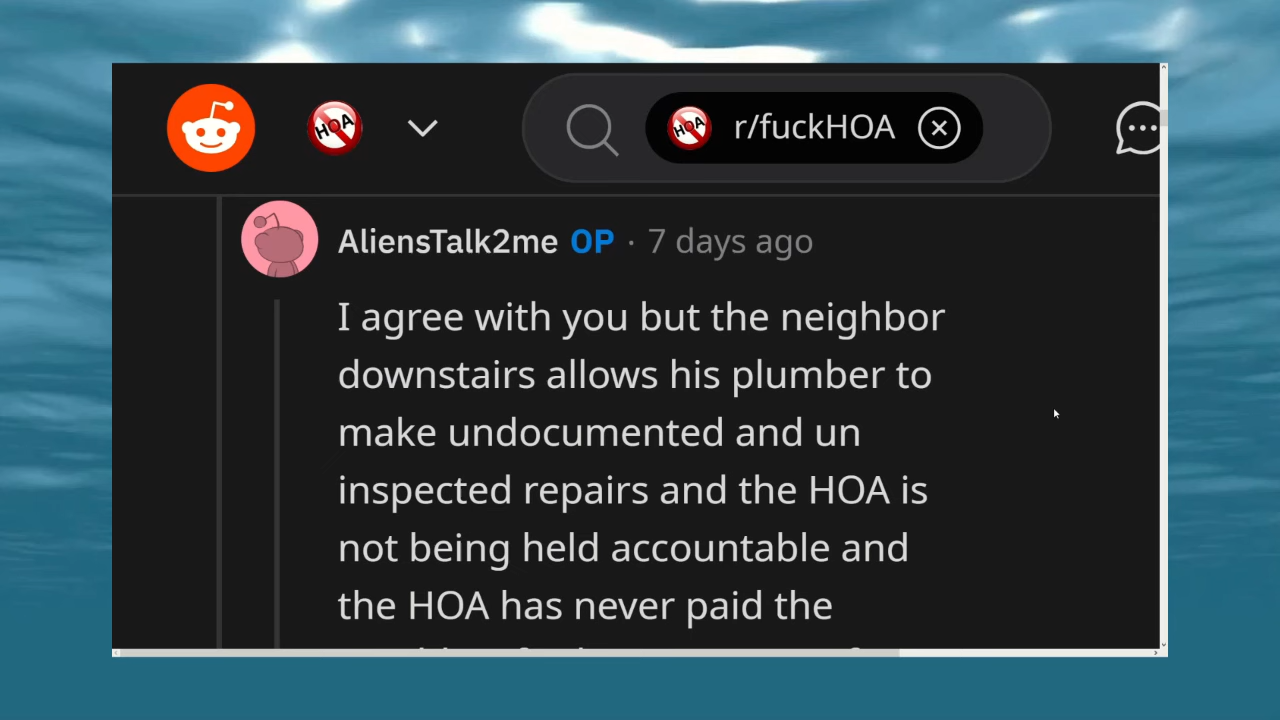 HOA
HOA r/fuckHOA
AliensTalk2me OP · 7 days ago
I agree with you but the neighbor
downstairs allows his plumber to
make undocumented and un
inspected repairs and the HOA is
not being held accountable and
the HOA has never paid the